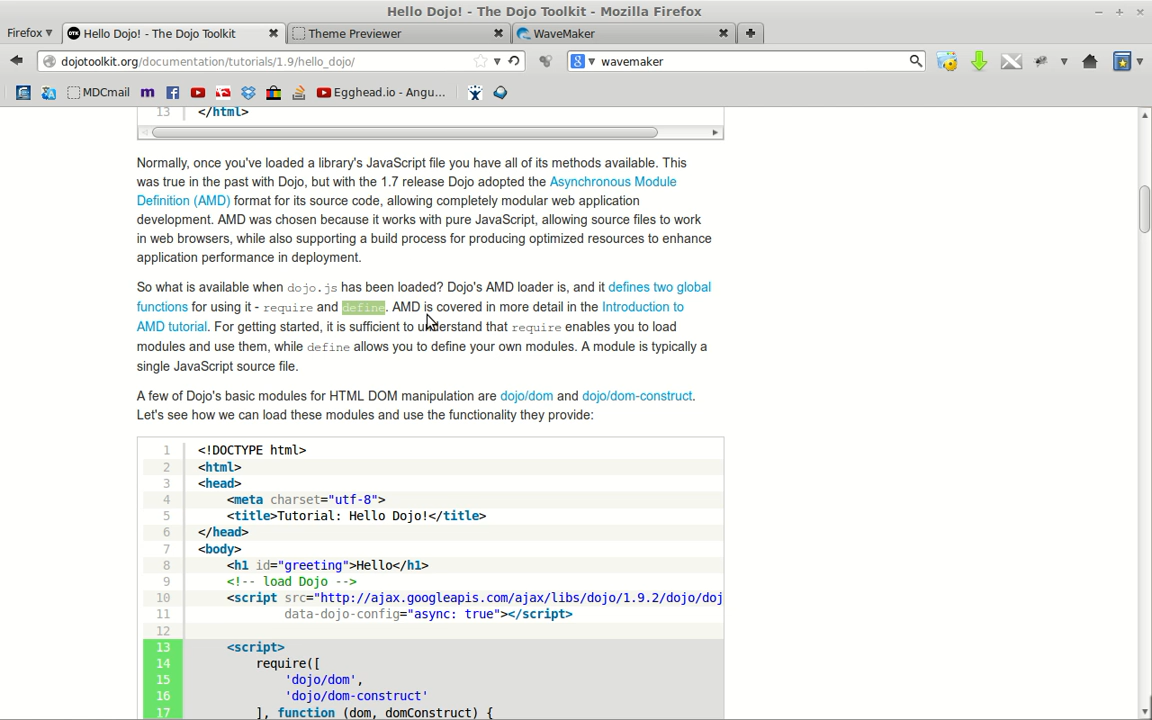 Hello Dojo! - The Dojo Toolkit - Mozilla Firefox
Firefox
Hello Dojo! - The Dojo Toolkit
Theme Previewer
WaveMaker
dojotoolkit.org/documentation/tutorials/1.9/hello_dojo/
wavemaker
MDCmail
Egghead.io - Angu...
13 </html>
Normally, once you've loaded a library's JavaScript file you have all of its methods available. This
was true in the past with Dojo, but with the 1.7 release Dojo adopted the Asynchronous Module
Definition (AMD) format for its source code, allowing completely modular web application
development. AMD was chosen because it works with pure JavaScript, allowing source files to work
in web browsers, while also supporting a build process for producing optimized resources to enhance
application performance in deployment.
So what is available when dojo.js has been loaded? Dojo's AMD loader is, and it defines two global
functions for using it - require and define. AMD is covered in more detail in the Introduction to
AMD tutorial. For getting started, it is sufficient to understand that require enables you to load
modules and use them, while define allows you to define your own modules. A module is typically a
single JavaScript source file.
A few of Dojo's basic modules for HTML DOM manipulation are dojo/dom and dojo/dom-construct.
Let's see how we can load these modules and use the functionality they provide:
1 <!DOCTYPE html>
2 <html>
3 <head>
4 <meta charset="utf-8">
5 <title>Tutorial: Hello Dojo!</title>
6 </head>
7 <body>
8 <h1 id="greeting">Hello</h1>
9 <!-- load Dojo -->
10 <script src="http://ajax.googleapis.com/ajax/libs/dojo/1.9.2/dojo/doj
11 data-dojo-config="async: true"></script>
12
13 <script>
14 require([
15 'dojo/dom',
16 'dojo/dom-construct'
17 ], function (dom, domConstruct) {